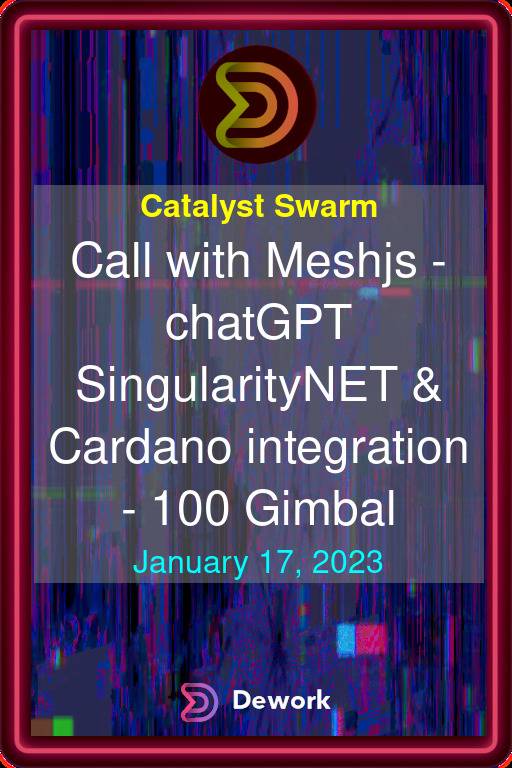 Catalyst Swarm
Call with Meshjs -
chatGPT
SingularityNET &
Cardano integration
- 100 Gimbal
January 17, 2023
Dework